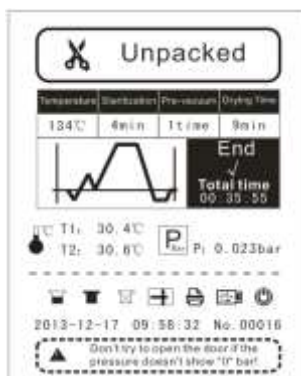 Unpacked
Temperature Sterilization Pre-vacuum Drying Time
134℃ 4min 1time 9min
End
√
Total time
00:35:55
℃ T1: 30.4℃
T2: 30.6℃
P Bar P: 0.023bar
2013-12-17 09:58:32 No.00016
Don't try to open the door if the
pressure doesn't show "0" bar!